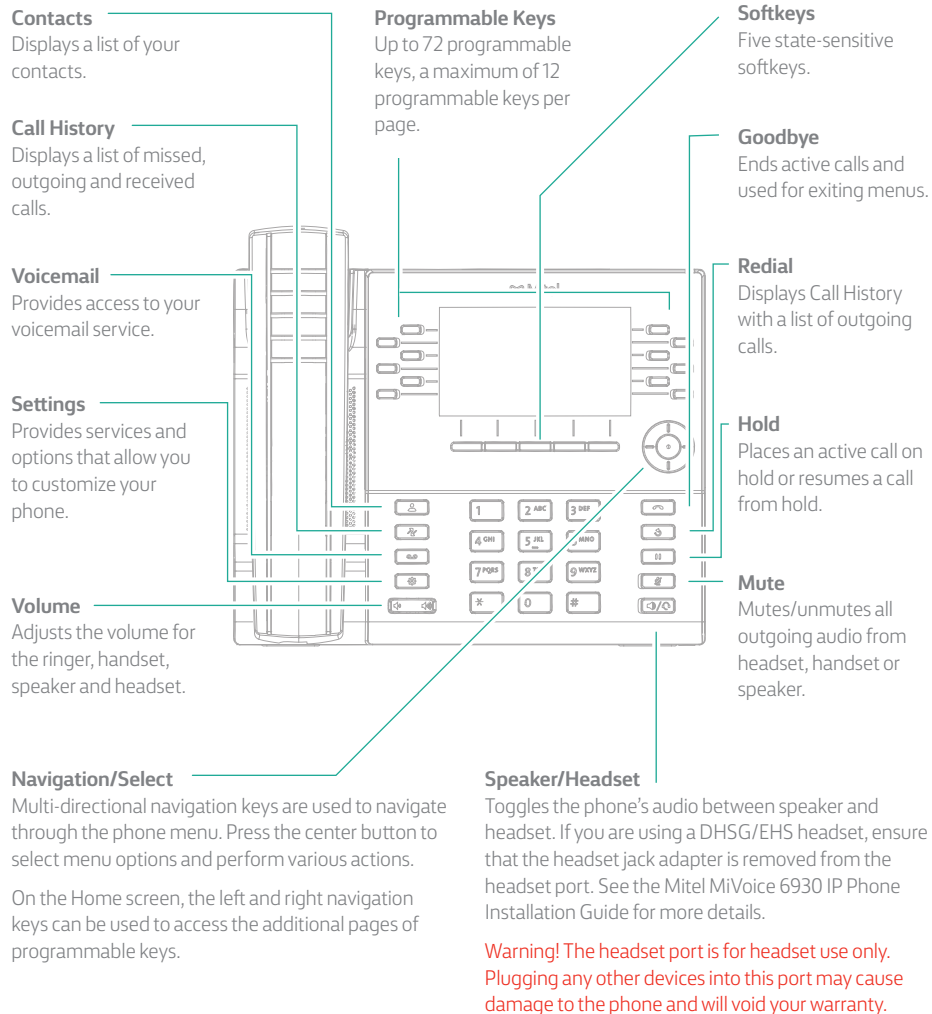 Contacts
Displays a list of your
contacts.
Call History
Displays a list of missed,
outgoing and received
calls.
Voicemail
Provides access to your
voicemail service.
Settings
Provides services and
options that allow you
to customize your
phone.
Volume
Adjusts the volume for
the ringer, handset,
speaker and headset.
Programmable Keys
Up to 72 programmable
keys, a maximum of 12
programmable keys per
page.
Softkeys
Five state-sensitive
softkeys.
Goodbye
Ends active calls and
used for exiting menus.
Redial
Displays Call History
with a list of outgoing
calls.
Hold
Places an active call on
hold or resumes a call
from hold.
Mute
Mutes/unmutes all
outgoing audio from
headset, handset or
speaker.
1 2 ABC 3 DEF
4 GHI 5 JKL MNO
7 PQRS 8 9 WXYZ
* 0 #
Navigation/Select
Multi-directional navigation keys are used to navigate
through the phone menu. Press the center button to
select menu options and perform various actions.
On the Home screen, the left and right navigation
keys can be used to access the additional pages of
programmable keys.
Speaker/Headset
Toggles the phone's audio between speaker and
headset. If you are using a DHSG/EHS headset, ensure
that the headset jack adapter is removed from the
headset port. See the Mitel MiVoice 6930 IP Phone
Installation Guide for more details.
Warning! The headset port is for headset use only.
Plugging any other devices into this port may cause
damage to the phone and will void your warranty.